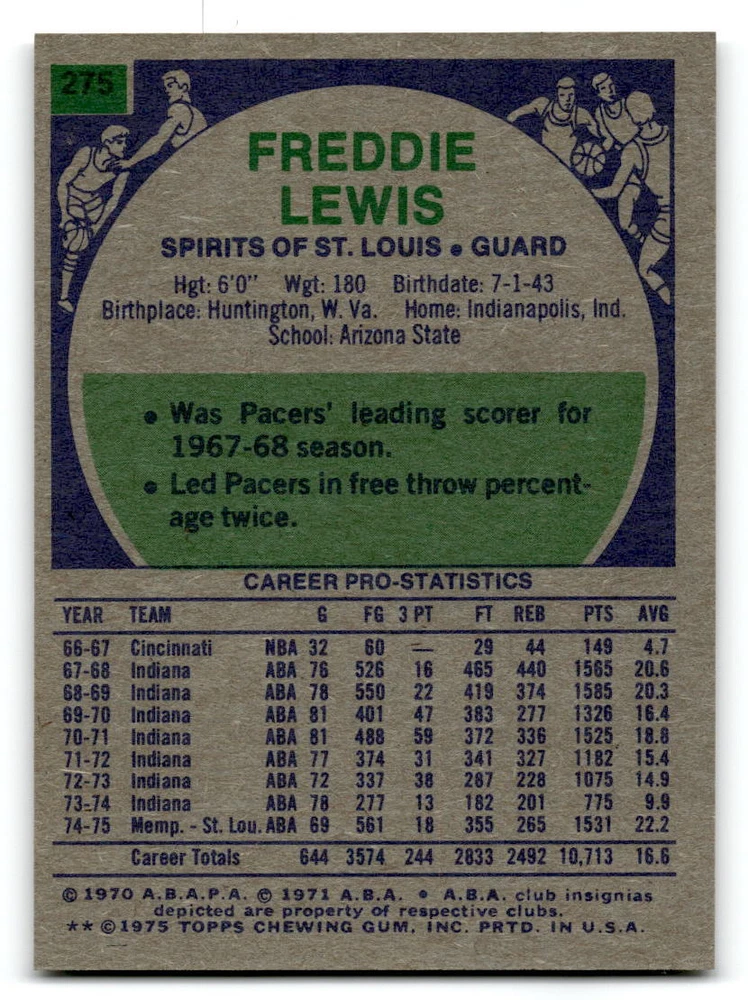 275
FREDDIE
LEWIS
SPIRITS OF ST. LOUIS • GUARD
Hgt: 6'0" Wgt: 180 Birthdate: 7-1-43
Birthplace: Huntington, W. Va. Home: Indianapolis, Ind.
School: Arizona State
• Was Pacers' leading scorer for
1967-68 season.
• Led Pacers in free throw percent-
age twice.
CAREER PRO-STATISTICS
YEAR TEAM G FG 3 PT FT REB PTS AVG
66-67 Cincinnati NBA 32 60 — 29 44 149 4.7
67-68 Indiana ABA 76 526 16 465 440 1565 20.6
68-69 Indiana ABA 78 550 22 419 374 1585 20.3
69-70 Indiana ABA 81 401 47 383 277 1326 16.4
70-71 Indiana ABA 81 488 59 372 336 1525 18.8
71-72 Indiana ABA 77 374 31 341 327 1182 15.4
72-73 Indiana ABA 72 337 38 287 228 1075 14.9
73-74 Indiana ABA 78 277 13 182 201 775 9.9
74-75 Memp. - St. Lou. ABA 69 561 18 355 265 1531 22.2
Career Totals 644 3574 244 2833 2492 10,713 16.6
© 1970 A.B.A.P.A. © 1971 A.B.A. • A.B.A. club insignias
depicted are property of respective clubs.
** © 1975 TOPPS CHEWING GUM, INC. PRTD. IN U.S.A.